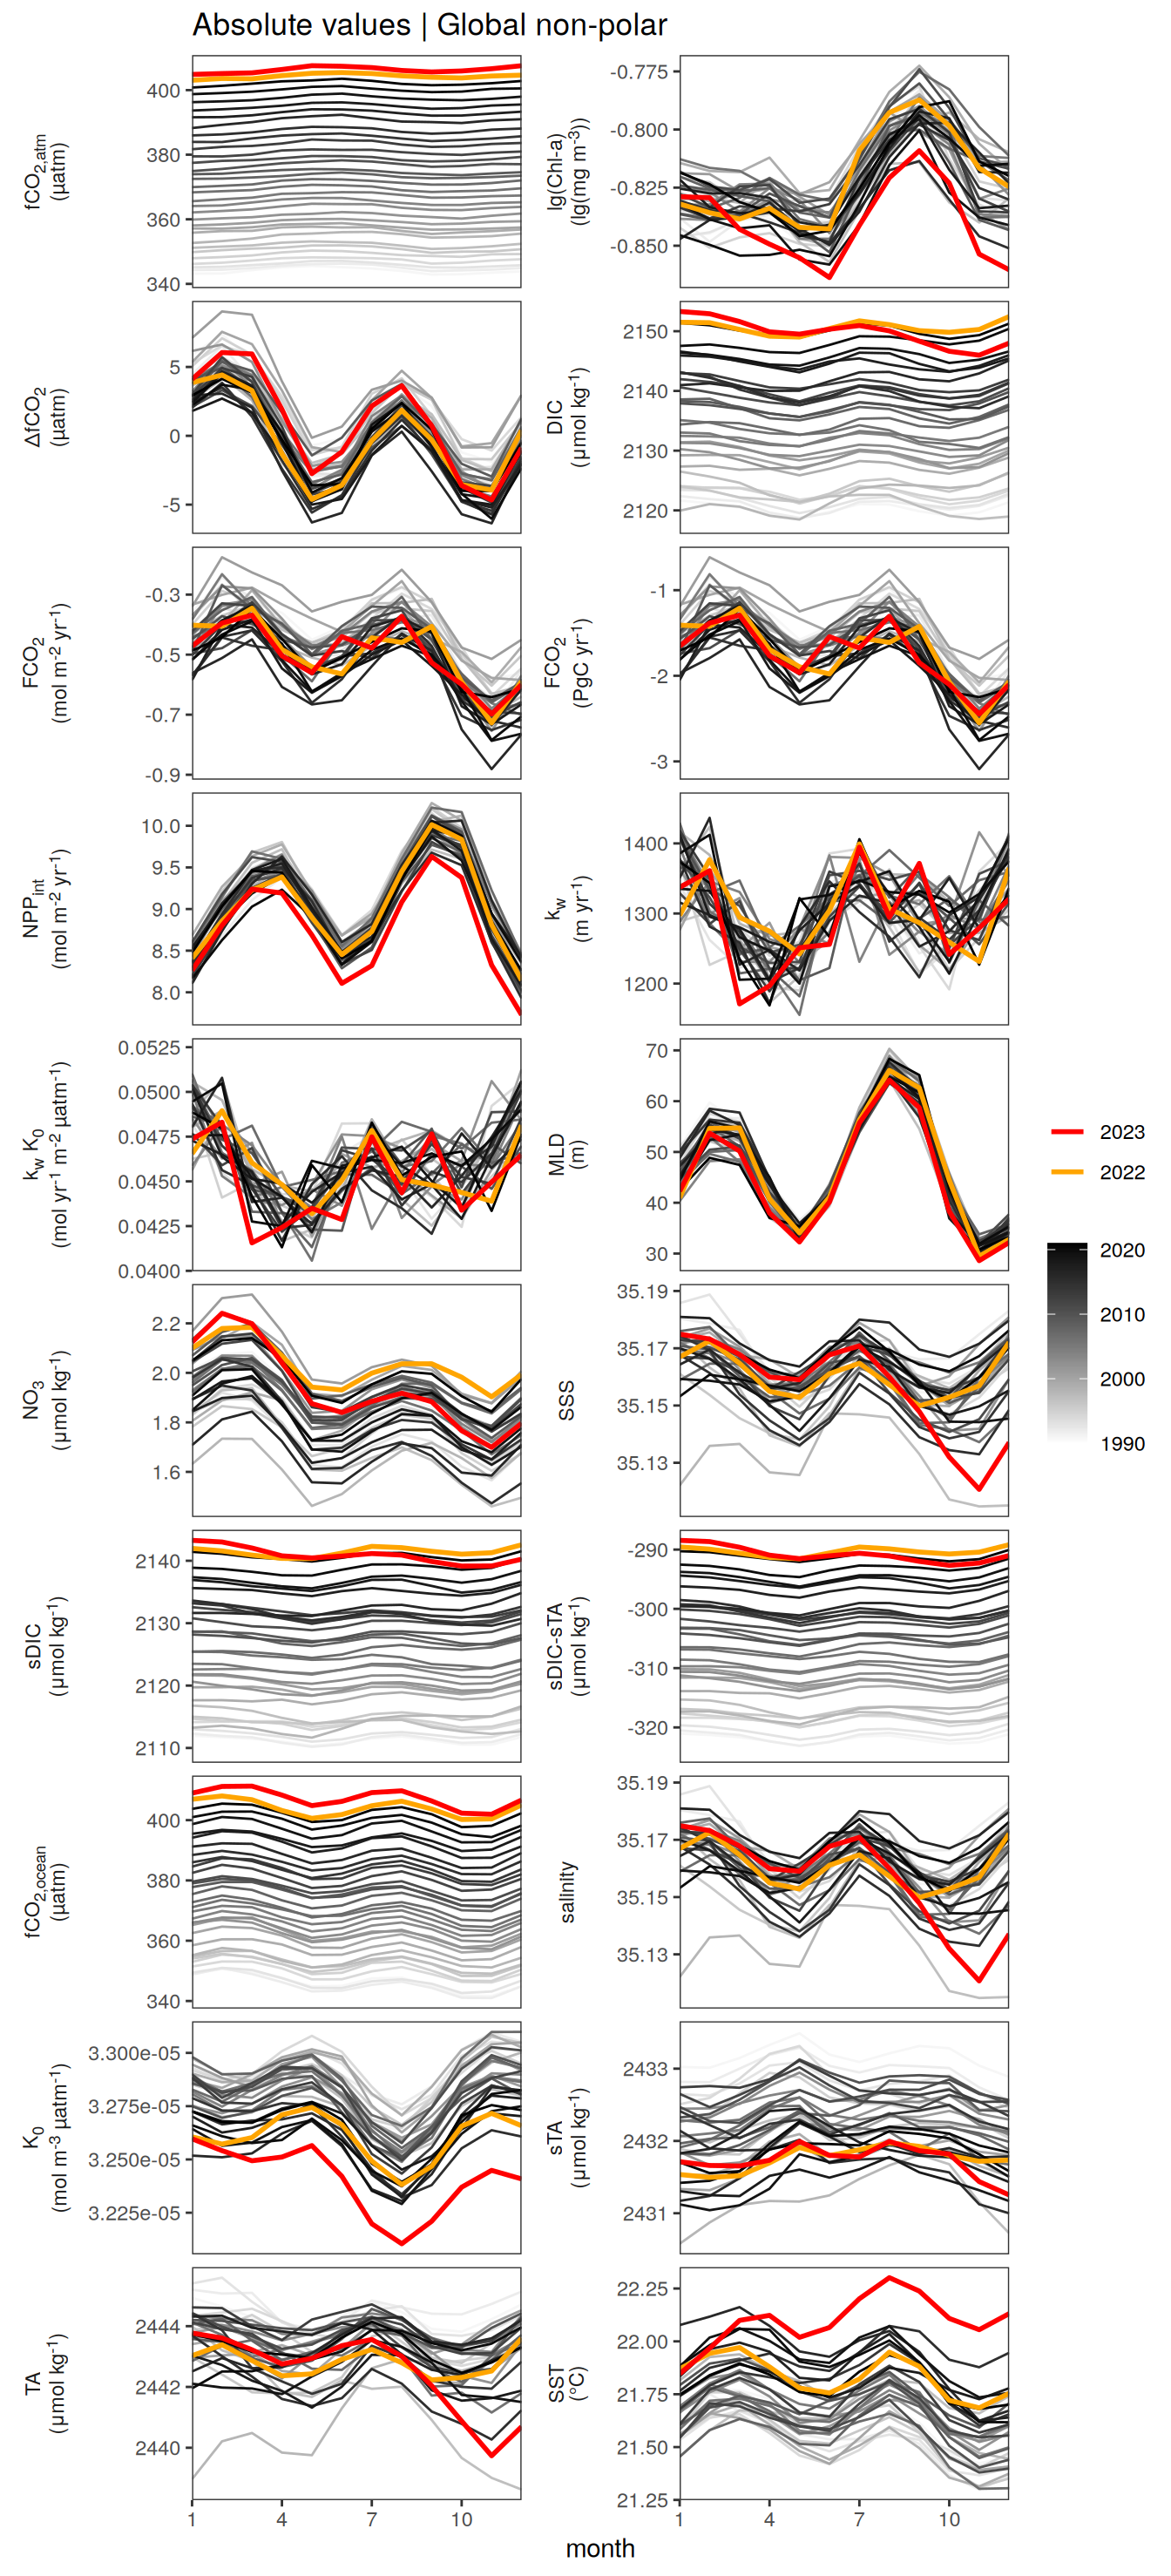 Absolute values | Global non-polar
fCO2,atm
(µatm)
400
380
360
340
lg(Chl-a)
(lg(mg m-3))
-0.775
-0.800
-0.825
-0.850
ΔfCO2
(µatm)
5
0
-5
DIC
(µmol kg-1)
2150
2140
2130
2120
FCO2
(mol m-2 yr-1)
-0.3
-0.5
-0.7
-0.9
FCO2
(PgC yr-1)
-1
-2
-3
NPPint
(mol m-2 yr-1)
10.0
9.5
9.0
8.5
8.0
kw
(m yr-1)
1400
1300
1200
kw K0
(mol yr-1 m-2 µatm-1)
0.0525
0.0500
0.0475
0.0450
0.0425
0.0400
MLD
(m)
70
60
50
40
30
2023
2022
2020
2010
2000
1990
NO3
(µmol kg-1)
2.2
2.0
1.8
1.6
SSS
35.19
35.17
35.15
35.13
sDIC
(µmol kg-1)
2140
2130
2120
2110
sDIC-sTA
(µmol kg-1)
-290
-300
-310
-320
fCO2,ocean
(µatm)
400
380
360
340
salinity
35.19
35.17
35.15
35.13
K0
(mol m-3 µatm-1)
3.300e-05
3.275e-05
3.250e-05
3.225e-05
sTA
(µmol kg-1)
2433
2432
2431
TA
(µmol kg-1)
2444
2442
2440
SST
(°C)
22.25
22.00
21.75
21.50
21.25
1 4 7 10
1 4 7 10
month